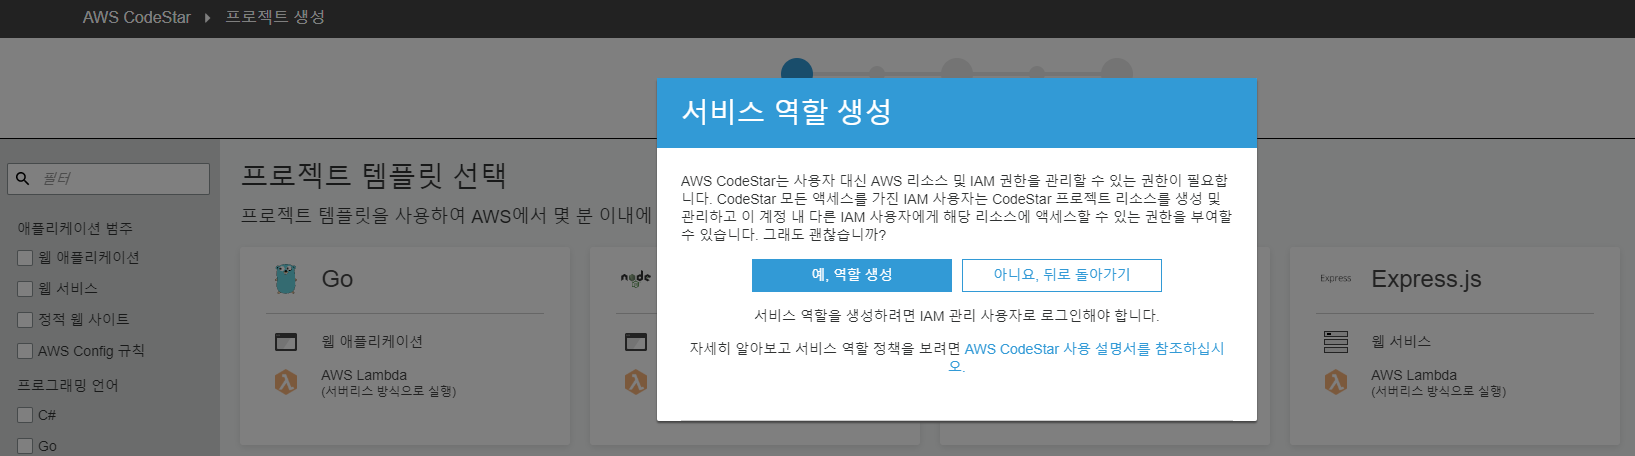 AWS CodeStar 프로젝트 생성
서비스 역할 생성
AWS CodeStar는 사용자 대신 AWS 리소스 및 IAM 권한을 관리할 수 있는 권한이 필요합
니다. CodeStar 모든 액세스를 가진 IAM 사용자는 CodeStar 프로젝트 리소스를 생성 및
관리하고 이 계정 내 다른 IAM 사용자에게 해당 리소스에 액세스할 수 있는 권한을 부여할
수 있습니다. 그래도 괜찮습니까?
예, 역할 생성
아니요, 뒤로 돌아가기
서비스 역할을 생성하려면 IAM 관리 사용자로 로그인해야 합니다.
자세히 알아보고 서비스 역할 정책을 보려면 AWS CodeStar 사용 설명서를 참조하십시
오.
필터
애플리케이션 범주
웹 애플리케이션
웹 서비스
정적 웹 사이트
AWS Config 규칙
프로그래밍 언어
C#
Go
프로젝트 템플릿 선택
프로젝트 템플릿을 사용하여 AWS에서 몇 분 이내에
Go
웹 애플리케이션
AWS Lambda
(서버리스 방식으로 실행)
node
Express
Express.js
웹 서비스
AWS Lambda
(서버리스 방식으로 실행)